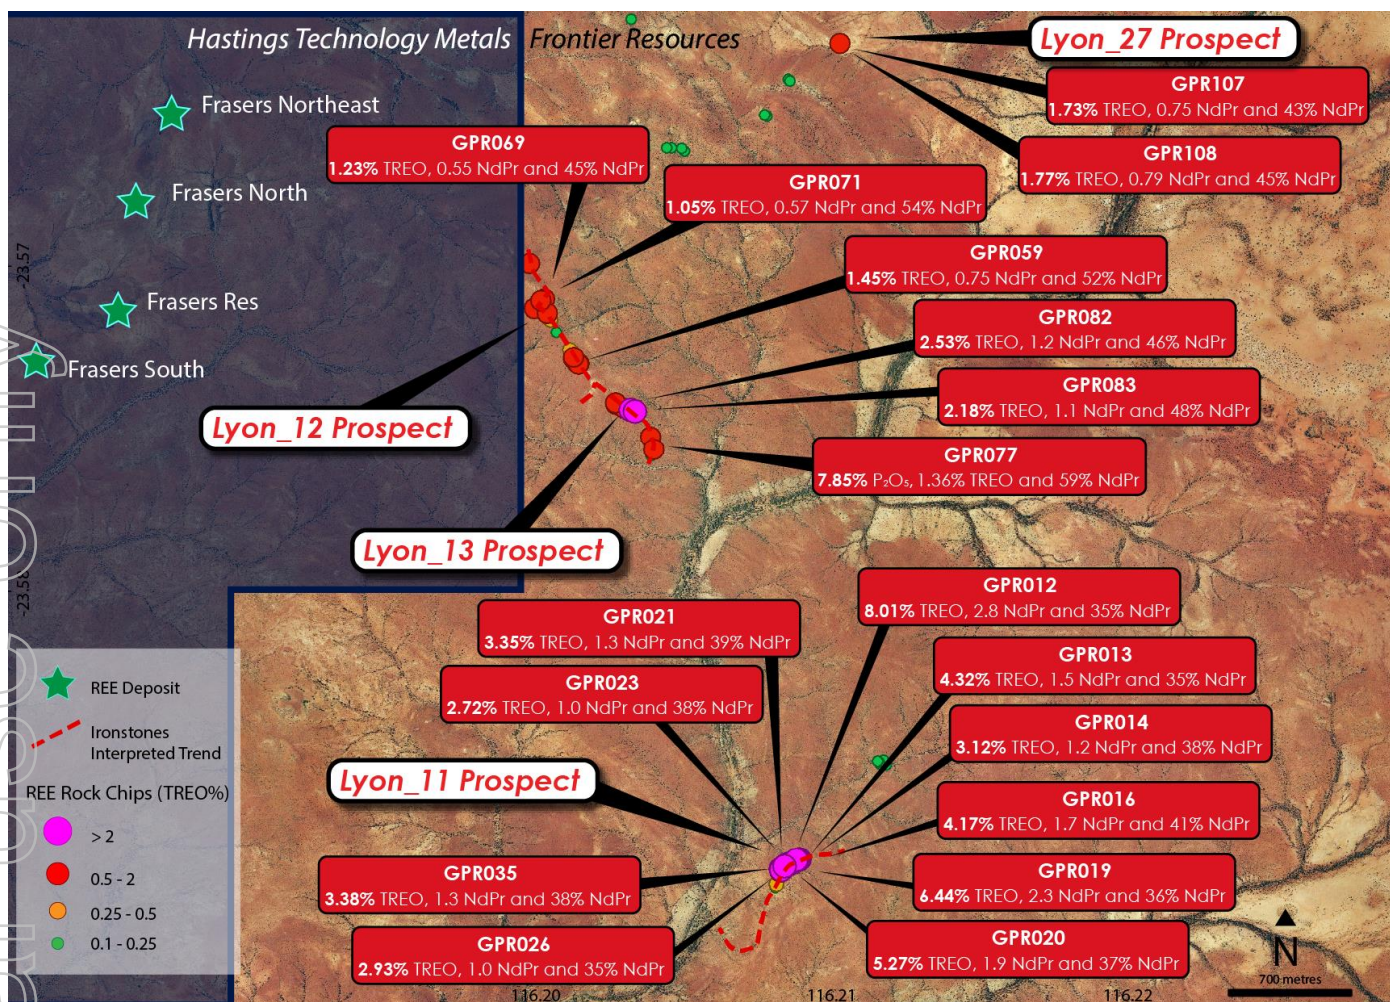 Hastings Technology Metals
Frontier Resources
Lyon_27 Prospect
Frasers Northeast
GPR107
1.73% TREO, 0.75 NdPr and 43% NdPr
GPR069
1.23% TREO, 0.55 NdPr and 45% NdPr
GPR108
1.77% TREO, 0.79 NdPr and 45% NdPr
GPR071
1.05% TREO, 0.57 NdPr and 54% NdPr
Frasers North
-23.57
GPR059
1.45% TREO, 0.75 NdPr and 52% NdPr
Frasers Res
GPR082
2.53% TREO, 1.2 NdPr and 46% NdPr
Frasers South
GPR083
2.18% TREO, 1.1 NdPr and 48% NdPr
Lyon_12 Prospect
GPR077
7.85% P₂O₅, 1.36% TREO and 59% NdPr
Lyon_13 Prospect
-23.58
GPR012
8.01% TREO, 2.8 NdPr and 35% NdPr
GPR021
3.35% TREO, 1.3 NdPr and 39% NdPr
GPR013
4.32% TREO, 1.5 NdPr and 35% NdPr
GPR023
2.72% TREO, 1.0 NdPr and 38% NdPr
GPR014
3.12% TREO, 1.2 NdPr and 38% NdPr
Lyon_11 Prospect
GPR016
4.17% TREO, 1.7 NdPr and 41% NdPr
GPR035
3.38% TREO, 1.3 NdPr and 38% NdPr
GPR019
6.44% TREO, 2.3 NdPr and 36% NdPr
GPR026
2.93% TREO, 1.0 NdPr and 35% NdPr
GPR020
5.27% TREO, 1.9 NdPr and 37% NdPr
REE Deposit
Ironstones
Interpreted Trend
REE Rock Chips (TREO%)
> 2
0.5 - 2
0.25 - 0.5
0.1 - 0.25
N
700 metres
116.20
116.21
116.22